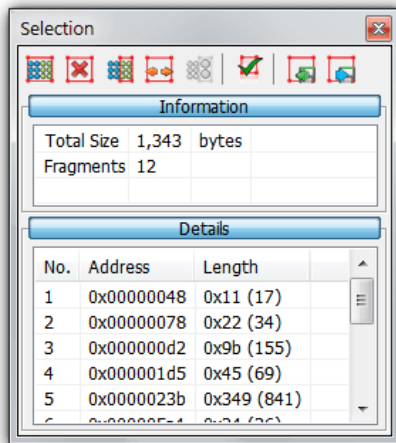 Selection
Information
Total Size 1,343 bytes
Fragments 12
Details
No. Address Length
1 0x00000048 0x11 (17)
2 0x00000078 0x22 (34)
3 0x000000d2 0x9b (155)
4 0x000001d5 0x45 (69)
5 0x0000023b 0x349 (841)